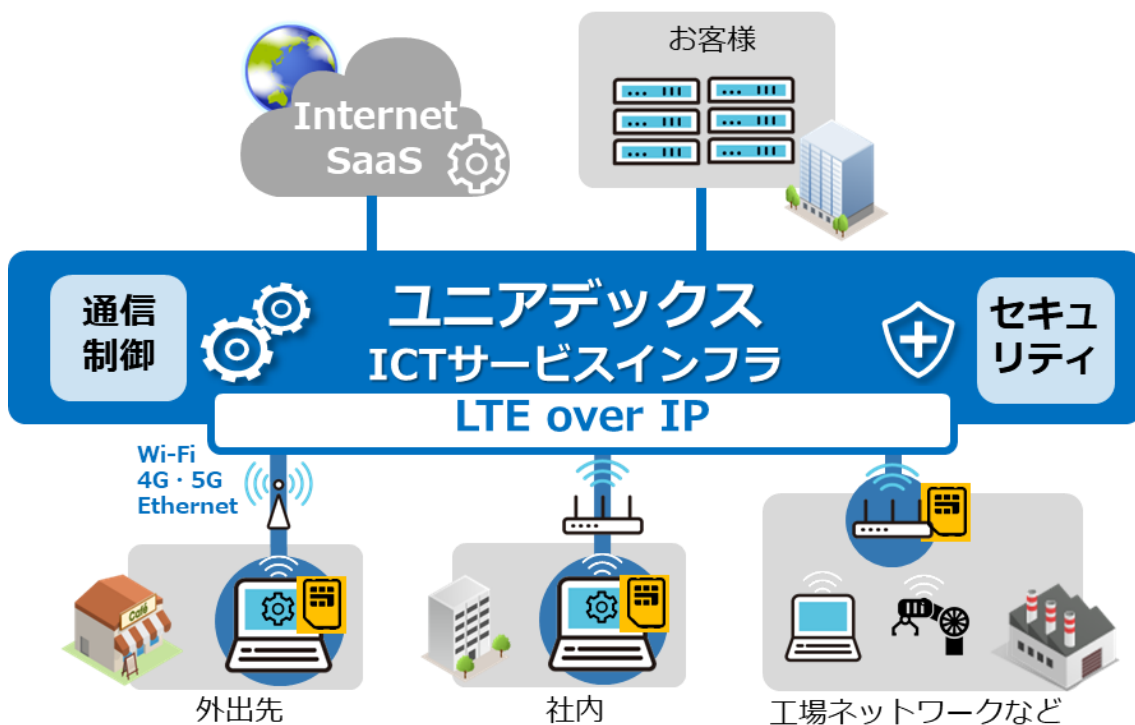 Internet
SaaS
お客様
通信
制御
ユニアデックス
ICTサービスインフラ
セキュ
リティ
LTE over IP
Wi-Fi
4G・5G
Ethernet
Café
外出先
社内
工場ネットワークなど